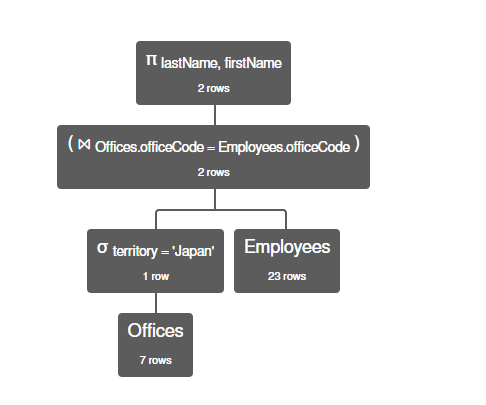 π lastName, firstName
2 rows
( ⋈ Offices.officeCode = Employees.officeCode )
2 rows
σ territory = 'Japan'
1 row
Employees
23 rows
Offices
7 rows